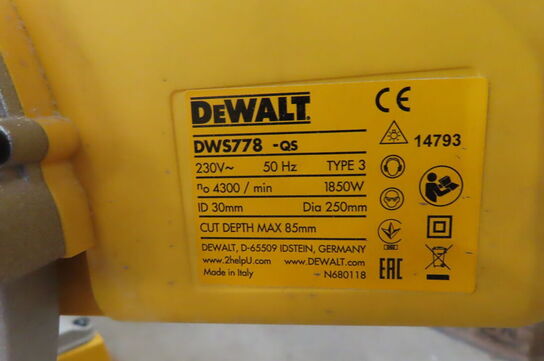 DEWALT
CE
DWS778 -QS
14793
230V~ 50 Hz TYPE 3
no 4300 / min 1850W
ID 30mm Dia 250mm
CUT DEPTH MAX 85mm
DEWALT, D-65509 IDSTEIN, GERMANY
www.2helpU.com www.DEWALT.com
Made in Italy N680118
EAC